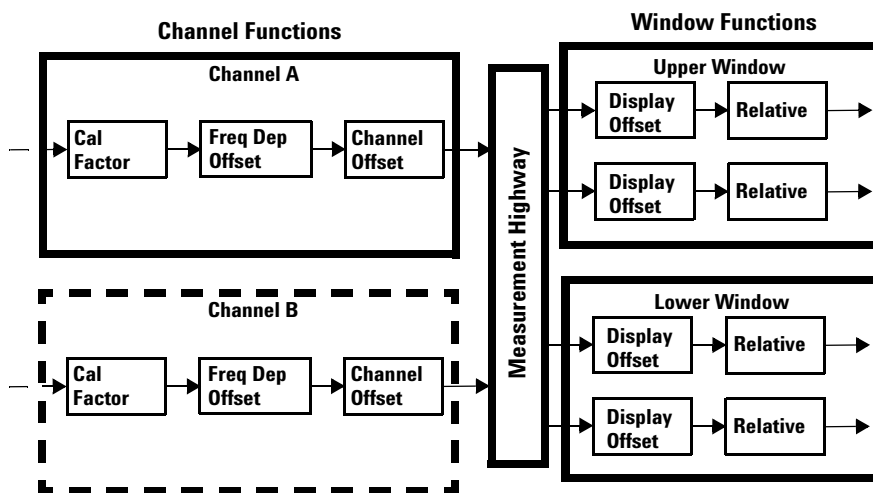 Channel Functions
Window Functions
Channel A
Cal
Factor
Freq Dep
Offset
Channel
Offset
Channel B
Cal
Factor
Freq Dep
Offset
Channel
Offset
Measurement Highway
Upper Window
Display
Offset
Relative
Display
Offset
Relative
Lower Window
Display
Offset
Relative
Display
Offset
Relative